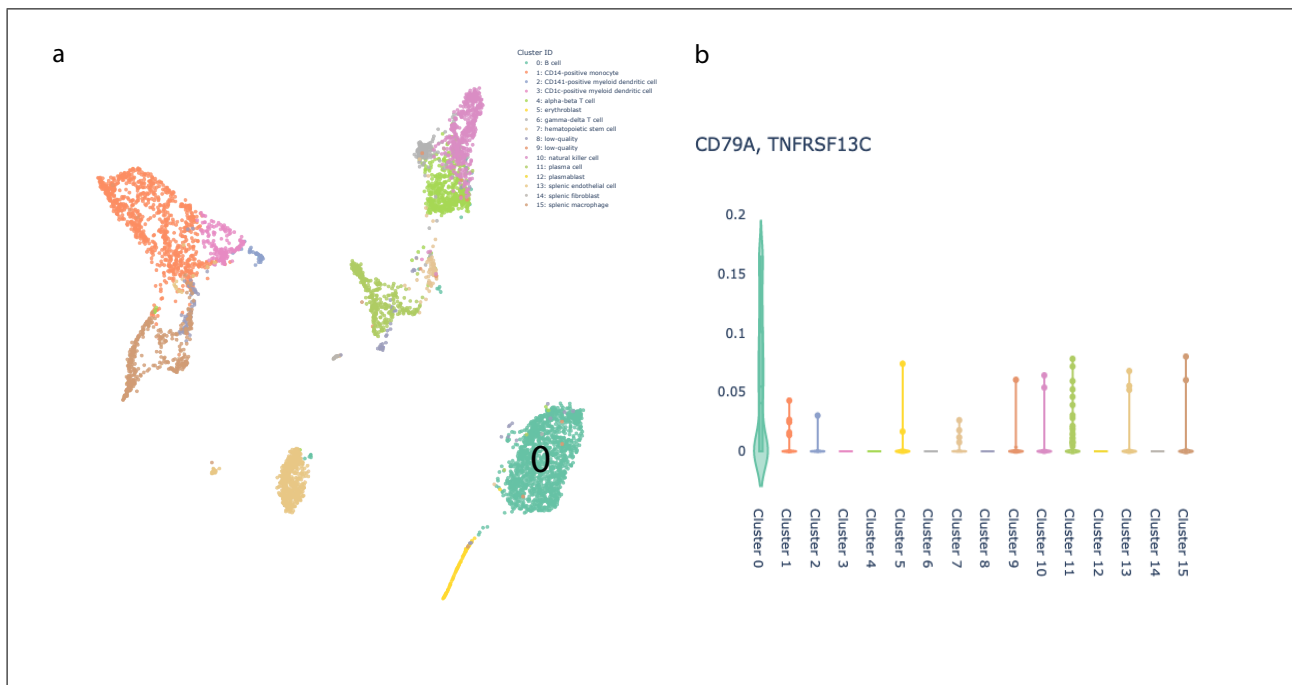 a
Cluster ID
0: B cell
1: CD14-positive monocyte
2: CD141-positive myeloid dendritic cell
3: CD1c-positive myeloid dendritic cell
4: alpha-beta T cell
5: erythroblast
6: gamma-delta T cell
7: hematopoietic stem cell
8: low-quality
9: low-quality
10: natural killer cell
11: plasma cell
12: plasmablast
13: splenic endothelial cell
14: splenic fibroblast
15: splenic macrophage
0
b
CD79A, TNFRSF13C
0.2
0.15
0.1
0.05
0
Cluster 0
Cluster 1
Cluster 2
Cluster 3
Cluster 4
Cluster 5
Cluster 6
Cluster 7
Cluster 8
Cluster 9
Cluster 10
Cluster 11
Cluster 12
Cluster 13
Cluster 14
Cluster 15